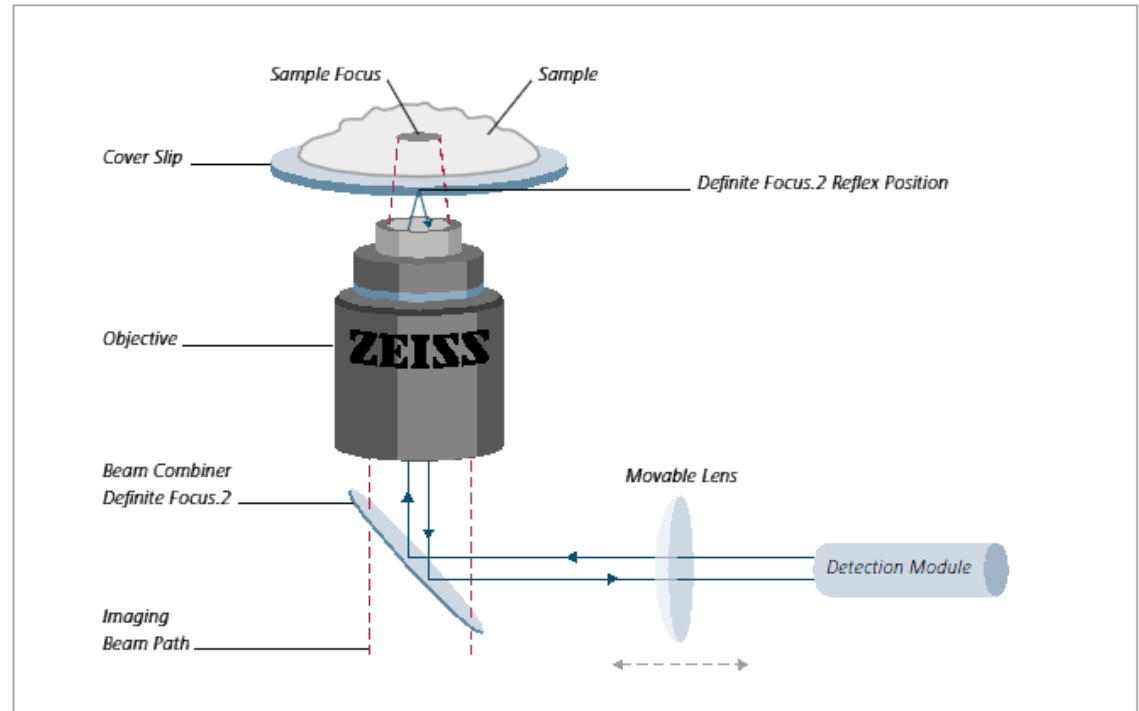 Sample Focus
Sample
Cover Slip
Definite Focus.2 Reflex Position
Objective
ZEISS
Beam Combiner
Definite Focus.2
Movable Lens
Detection Module
Imaging
Beam Path